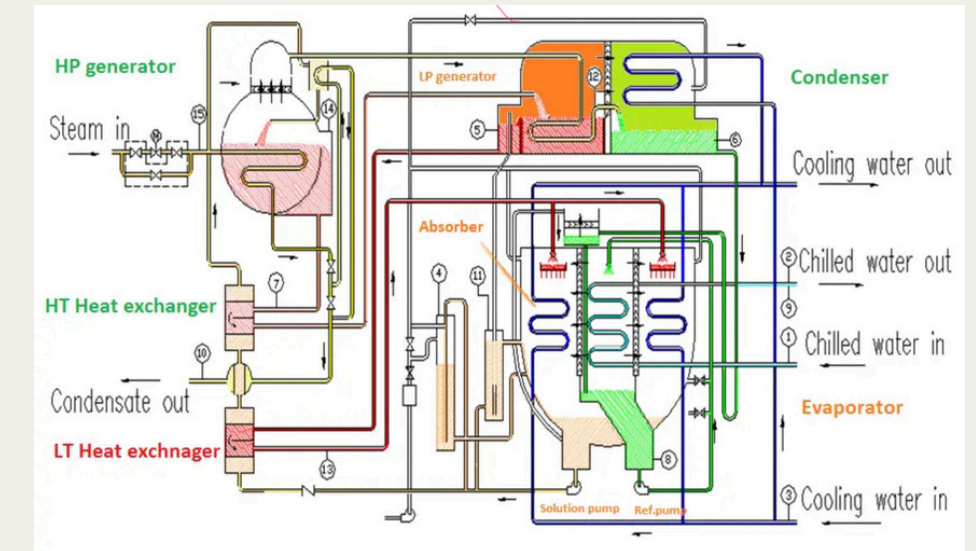 HP generator
LP generator
Condenser
Steam in
M
15
14
12
5
6
Cooling water out
Absorber
2
Chilled water out
4
11
7
9
HT Heat exchanger
1
Chilled water in
10
Condensate out
Evaporator
LT Heat exchnager
13
8
3
Cooling water in
Solution pump
Ref.pump